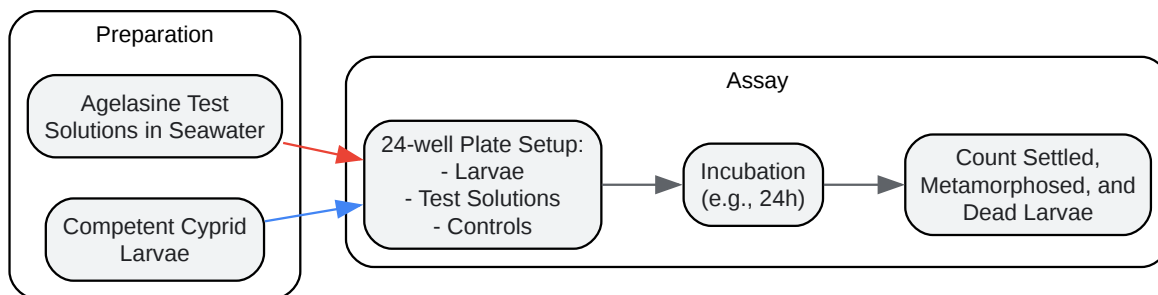 Preparation
Agelasine Test
Solutions in Seawater
Competent Cyprid
Larvae
Assay
24-well Plate Setup:
- Larvae
- Test Solutions
- Controls
Incubation
(e.g., 24h)
Count Settled,
Metamorphosed, and
Dead Larvae